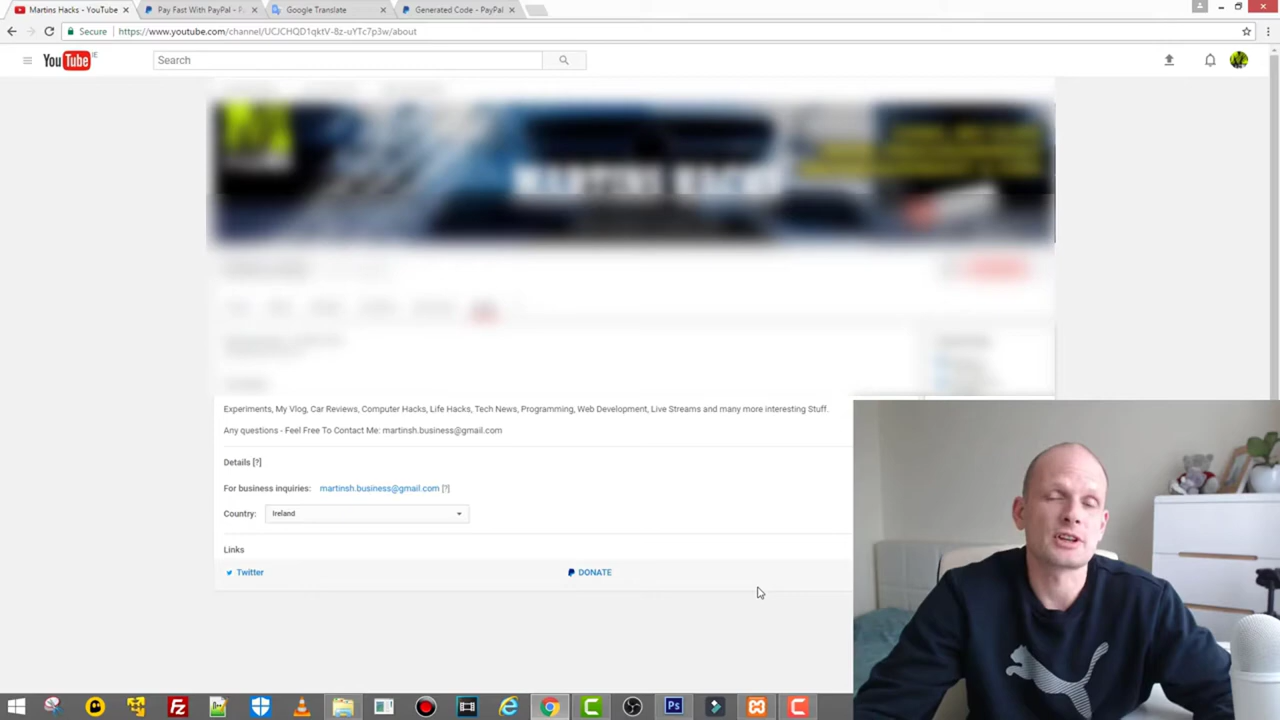 Martins Hacks - YouTube
Pay Fast With PayPal - P
Google Translate
Generated Code - PayPal
Secure
https://www.youtube.com/channel/UCJCHQD1qktV-8z-uYTc7p3w/about
YouTube IE
Search
MARTINS HACKS
Experiments, My Vlog, Car Reviews, Computer Hacks, Life Hacks, Tech News, Programming, Web Development, Live Streams and many more interesting Stuff.
Any questions - Feel Free To Contact Me: martinsh.business@gmail.com
Details [?]
For business inquiries: martinsh.business@gmail.com [?]
Country: Ireland
Links
Twitter
DONATE